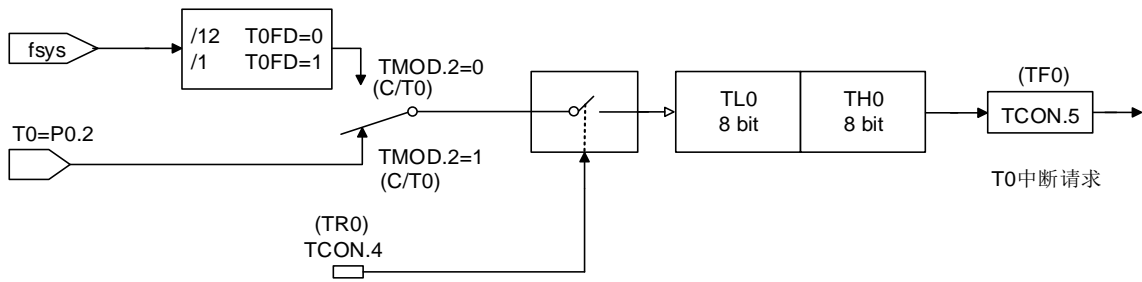 fsys
/12 T0FD=0
/1 T0FD=1
TMOD.2=0
(C/T0)
T0=P0.2
TMOD.2=1
(C/T0)
(TR0)
TCON.4
TL0
8 bit
TH0
8 bit
(TF0)
TCON.5
T0中断请求